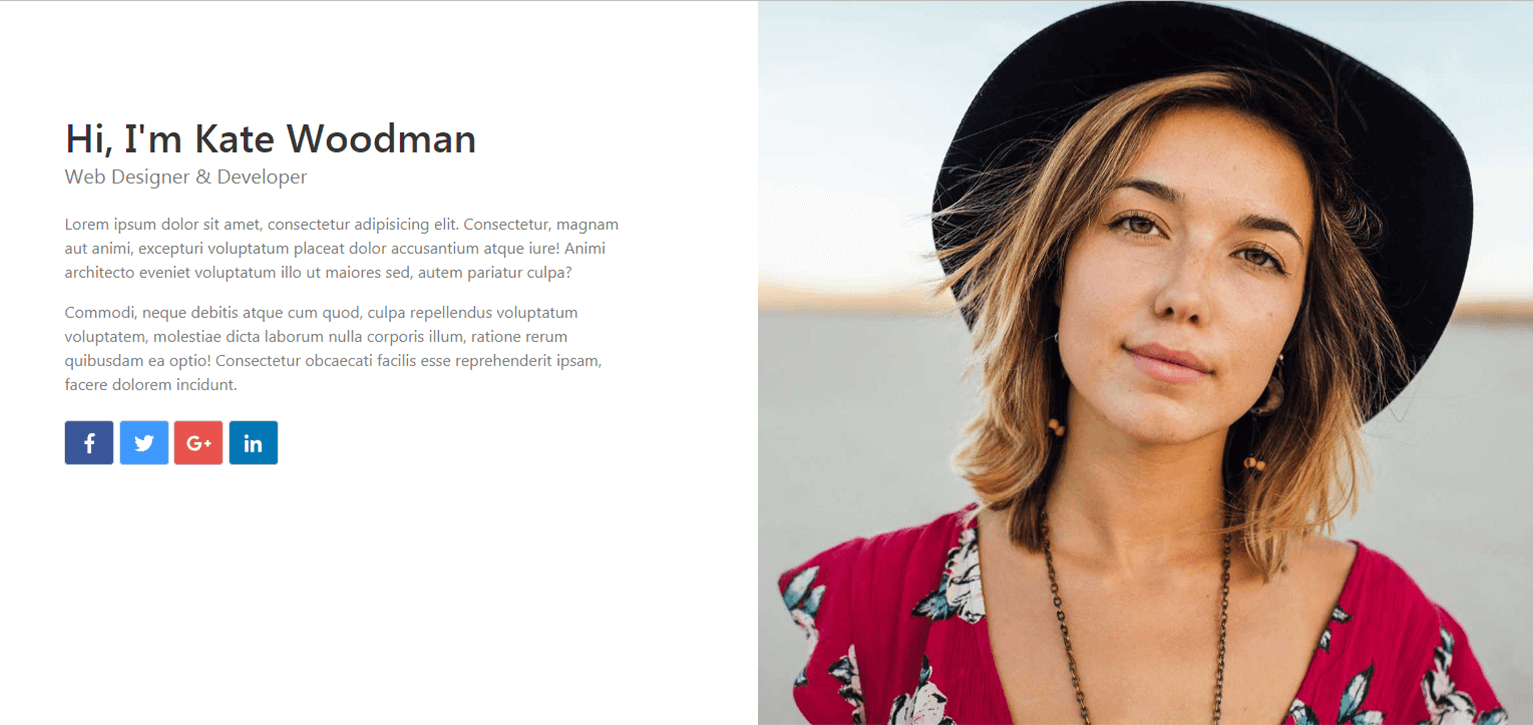 Hi, I'm Kate Woodman
Web Designer & Developer
Lorem ipsum dolor sit amet, consectetur adipisicing elit. Consectetur, magnam
aut animi, excepturi voluptatum placeat dolor accusantium atque iure! Animi
architecto eveniet voluptatum illo ut maiores sed, autem pariatur culpa?
Commodi, neque debitis atque cum quod, culpa repellendus voluptatum
voluptatem, molestiae dicta laborum nulla corporis illum, ratione rerum
quibusdam ea optio! Consectetur obcaecati facilis esse reprehenderit ipsam,
facere dolorem incidunt.
f G+ in